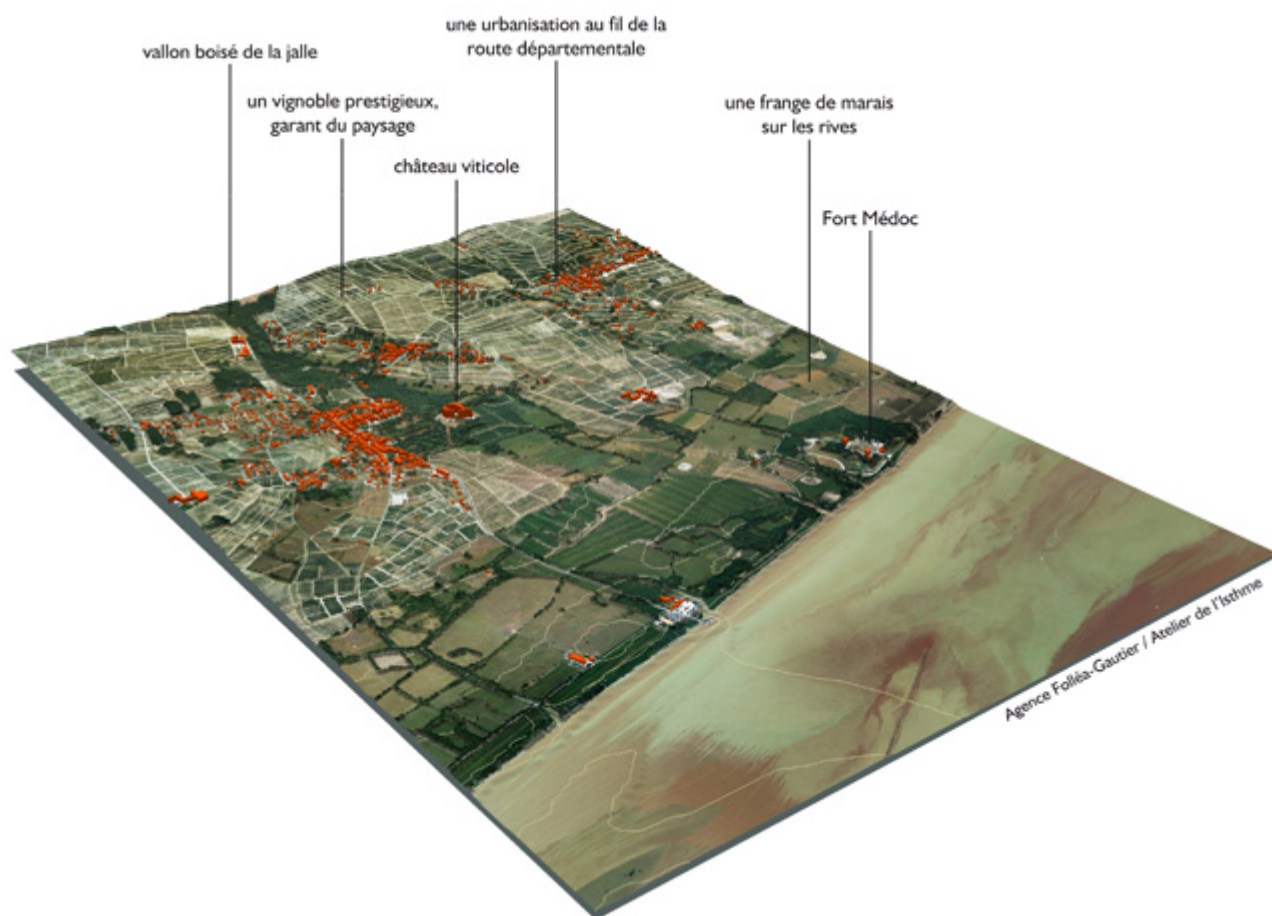 vallon boisé de la jalle
un vignoble prestigieux,
garant du paysage
château viticole
une urbanisation au fil de la
route départementale
une frange de marais
sur les rives
Fort Médoc
Agence Folléa-Gautier / Atelier de l'Isthme